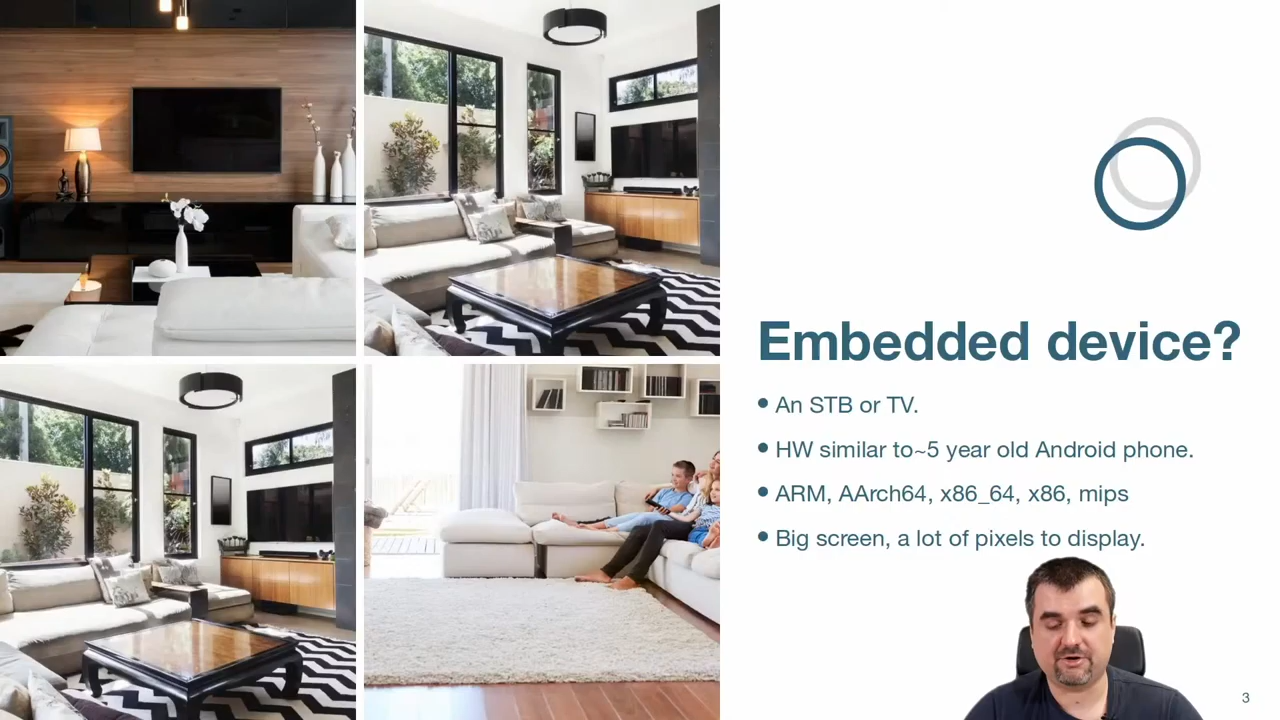 Embedded device?
• An STB or TV.
• HW similar to~5 year old Android phone.
• ARM, AArch64, x86_64, x86, mips
• Big screen, a lot of pixels to display.
3